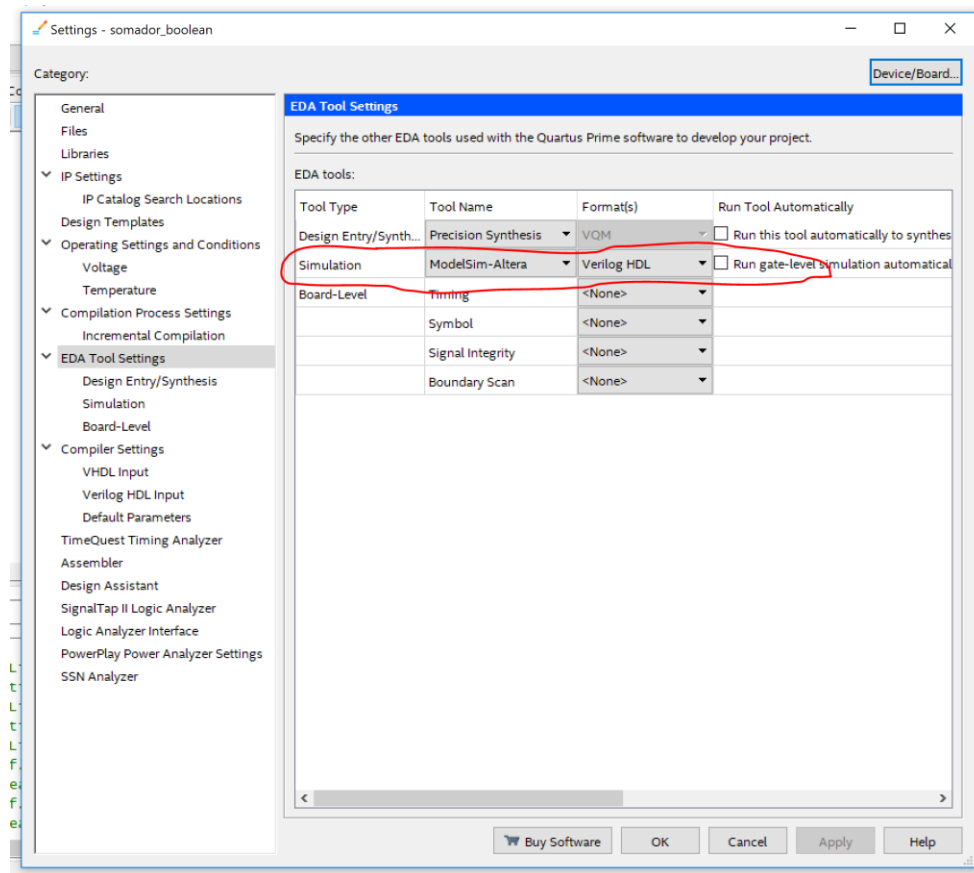 Settings - somador_boolean
Category:
Device/Board...
General
Files
Libraries
IP Settings
IP Catalog Search Locations
Design Templates
Operating Settings and Conditions
Voltage
Temperature
Compilation Process Settings
Incremental Compilation
EDA Tool Settings
Design Entry/Synthesis
Simulation
Board-Level
Compiler Settings
VHDL Input
Verilog HDL Input
Default Parameters
TimeQuest Timing Analyzer
Assembler
Design Assistant
SignalTap II Logic Analyzer
Logic Analyzer Interface
PowerPlay Power Analyzer Settings
SSN Analyzer
EDA Tool Settings
Specify the other EDA tools used with the Quartus Prime software to develop your project.
EDA tools:
Tool Type Tool Name Format(s) Run Tool Automatically
Design Entry/Synth... Precision Synthesis VQM Run this tool automatically to synthes
Simulation ModelSim-Altera Verilog HDL Run gate-level simulation automatical
Board-Level Timing <None>
Symbol <None>
Signal Integrity <None>
Boundary Scan <None>
Buy Software OK Cancel Apply Help